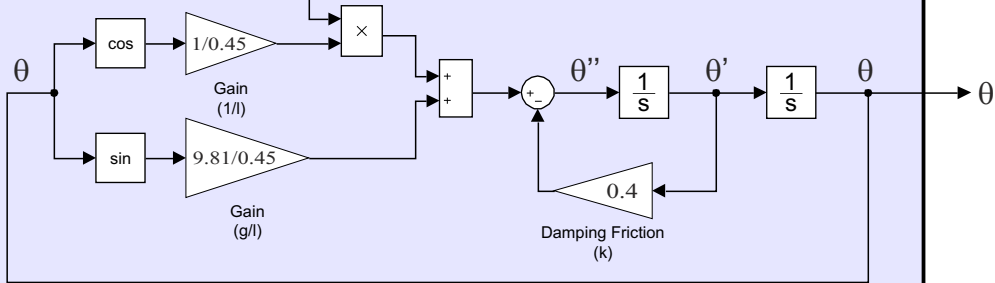 cos
1/0.45
×
Gain
(1/l)
θ
+
+
+
−
θ''
1
s
θ'
1
s
θ
θ
sin
9.81/0.45
Gain
(g/l)
0.4
Damping Friction
(k)